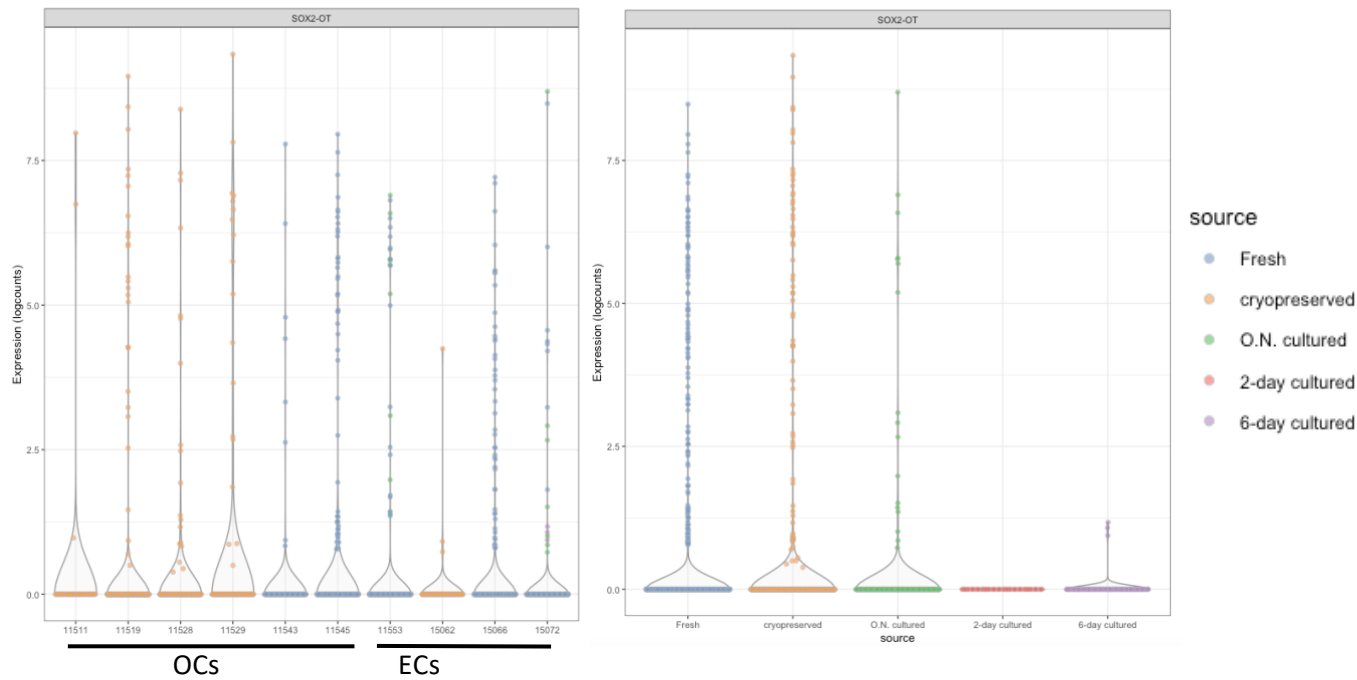 SOX2-OT
Expression (logcounts)
7.5
5.0
2.5
0.0
11511 11519 11528 11529 11543 11545 11553 15062 15066 15072
OCs ECs
SOX2-OT
Expression (logcounts)
7.5
5.0
2.5
0.0
Fresh cryopreserved O.N. cultured 2-day cultured 6-day cultured
source
source
Fresh
cryopreserved
O.N. cultured
2-day cultured
6-day cultured